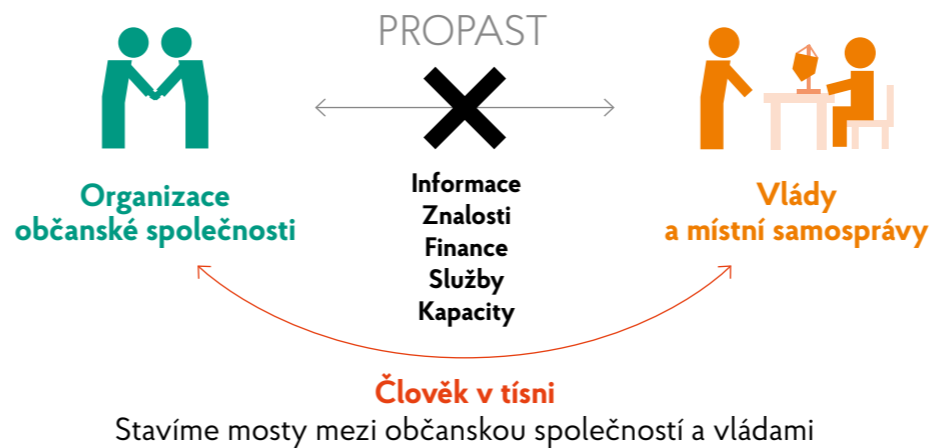 PROPAST
Organizace
občanské společnosti
Informace
Znalosti
Finance
Služby
Kapacity
Vlády
a místní samosprávy
Člověk v tísni
Stavíme mosty mezi občanskou společností a vládami